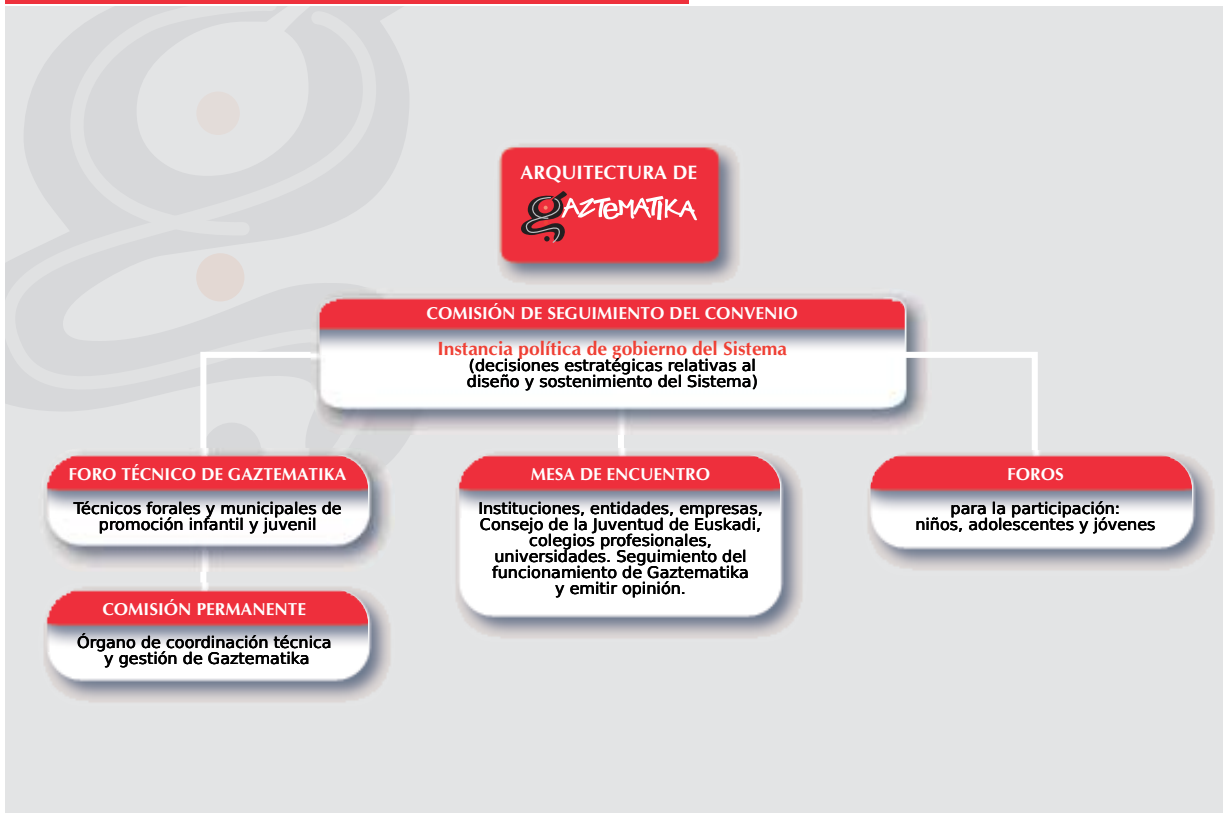 ARQUITECTURA DE
GAZTEMATIKA
COMISIÓN DE SEGUIMIENTO DEL CONVENIO
Instancia política de gobierno del Sistema
(decisiones estratégicas relativas al
diseño y sostenimiento del Sistema)
FORO TÉCNICO DE GAZTEMATIKA
Técnicos forales y municipales de
promoción infantil y juvenil
COMISIÓN PERMANENTE
Órgano de coordinación técnica
y gestión de Gaztematika
MESA DE ENCUENTRO
Instituciones, entidades, empresas,
Consejo de la Juventud de Euskadi,
colegios profesionales,
universidades. Seguimiento del
funcionamiento de Gaztematika
y emitir opinión.
FOROS
para la participación:
niños, adolescentes y jóvenes